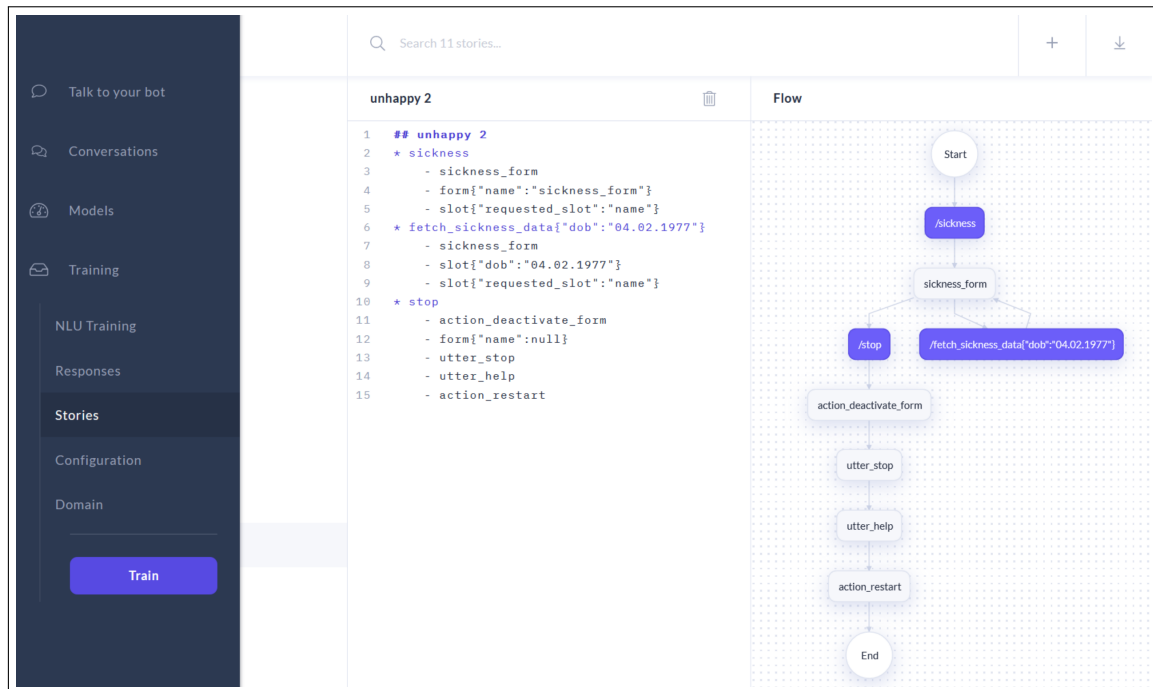 Talk to your bot
Conversations
Models
Training
NLU Training
Responses
Stories
Configuration
Domain
Train
Search 11 stories...
unhappy 2
1 ## unhappy 2
2 * sickness
3 - sickness_form
4 - form{"name":"sickness_form"}
5 - slot{"requested_slot":"name"}
6 * fetch_sickness_data{"dob":"04.02.1977"}
7 - sickness_form
8 - slot{"dob":"04.02.1977"}
9 - slot{"requested_slot":"name"}
10 * stop
11 - action_deactivate_form
12 - form{"name":null}
13 - utter_stop
14 - utter_help
15 - action_restart
Flow
Start
/sickness
sickness_form
/stop
/fetch_sickness_data{"dob":"04.02.1977"}
action_deactivate_form
utter_stop
utter_help
action_restart
End